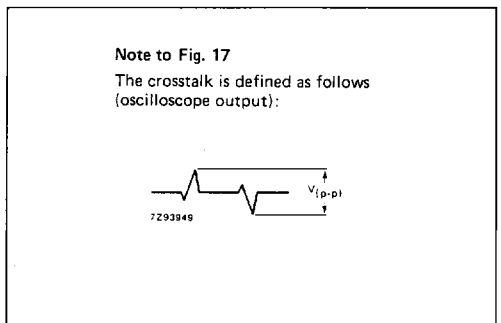 Note to Fig. 17
The crosstalk is defined as follows
(oscilloscope output):
V(p-p)
7Z93949